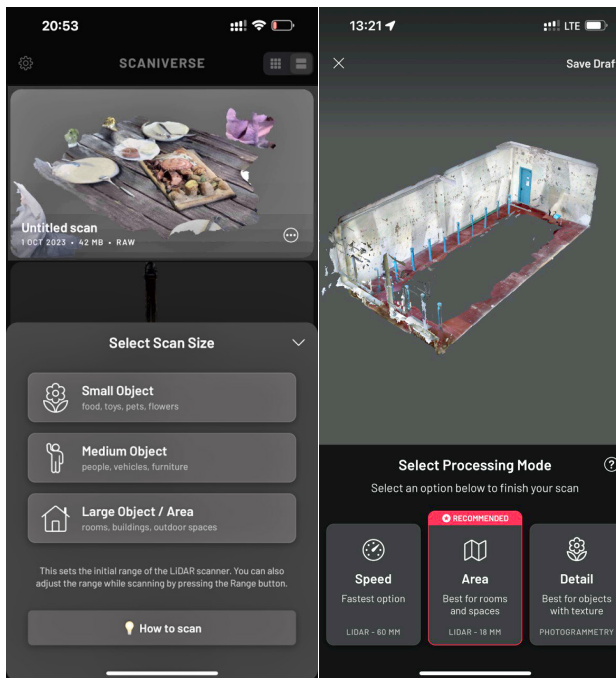 20:53
SCANIVERSE
Untitled scan
1 OCT 2023 • 42 MB • RAW
Select Scan Size
Small Object
food, toys, pets, flowers
Medium Object
people, vehicles, furniture
Large Object / Area
rooms, buildings, outdoor spaces
This sets the initial range of the LiDAR scanner. You can also
adjust the range while scanning by pressing the Range button.
How to scan
13:21
LTE
Save Draf
Select Processing Mode
?
Select an option below to finish your scan
RECOMMENDED
Speed
Fastest option
LIDAR - 60 MM
Area
Best for rooms
and spaces
LIDAR - 18 MM
Detail
Best for objects
with texture
PHOTOGRAMMETRY